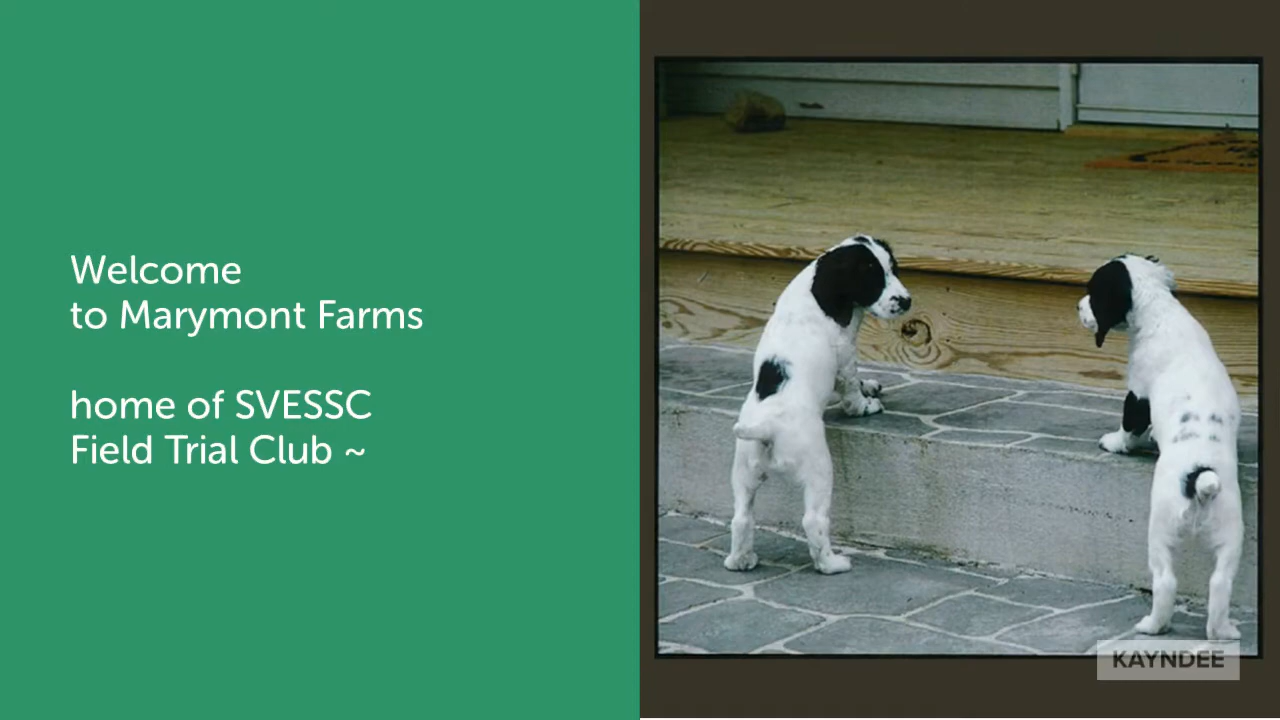 Welcome
to Marymont Farms
home of SVESSC
Field Trial Club ~
KAYNDEE